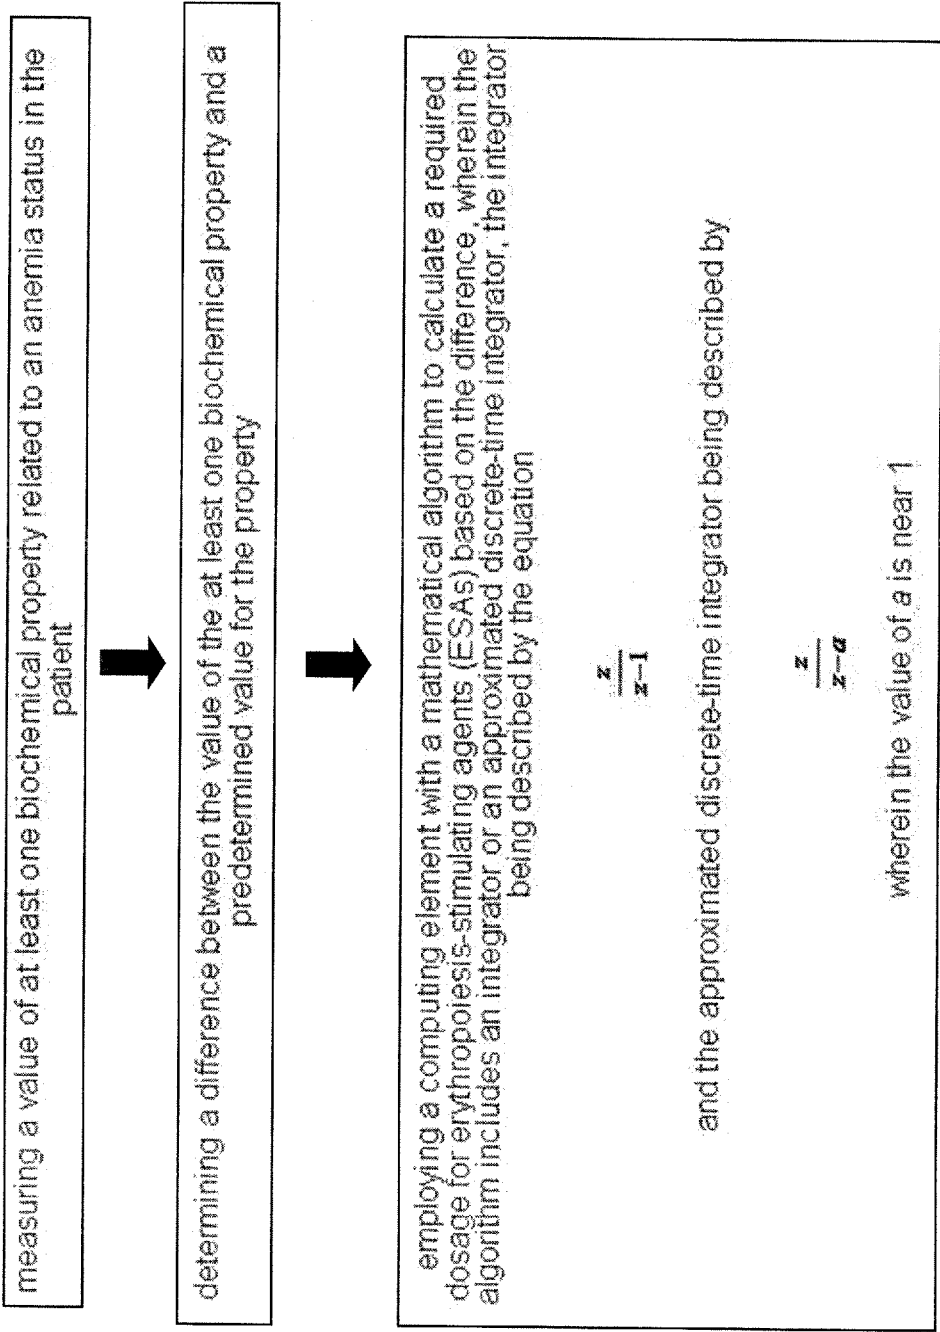 measuring a value of at least one biochemical property related to an anemia status in the
patient
determining a difference between the value of the at least one biochemical property and a
predetermined value for the property
employing a computing element with a mathematical algorithm to calculate a required
dosage for erythropoiesis-stimulating agents (ESAs) based on the difference, wherein the
algorithm includes an integrator or an approximated discrete-time integrator, the integrator
being described by the equation
z
z-1
and the approximated discrete-time integrator being described by
z
z-a
wherein the value of a is near 1